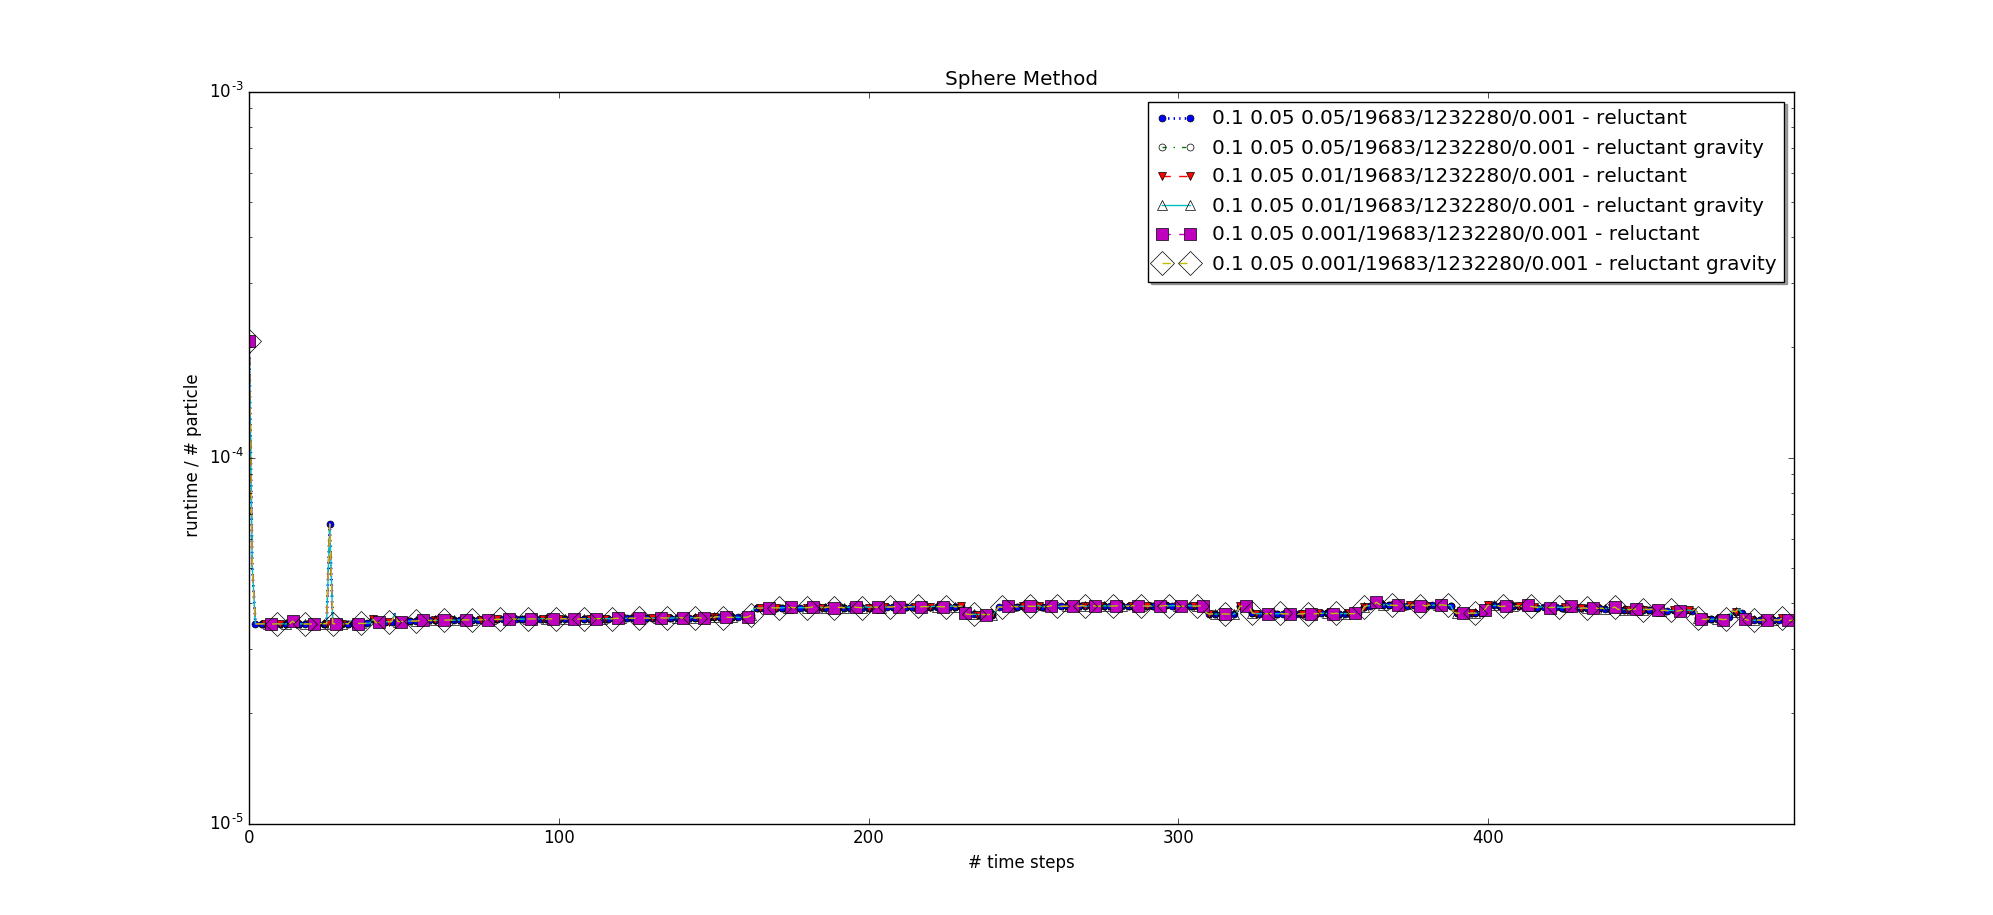 Sphere Method
10^-3
0.1 0.05 0.05/19683/1232280/0.001 - reluctant
0.1 0.05 0.05/19683/1232280/0.001 - reluctant gravity
0.1 0.05 0.01/19683/1232280/0.001 - reluctant
0.1 0.05 0.01/19683/1232280/0.001 - reluctant gravity
0.1 0.05 0.001/19683/1232280/0.001 - reluctant
0.1 0.05 0.001/19683/1232280/0.001 - reluctant gravity
runtime / # particle
10^-4
10^-5
0 100 200 300 400
# time steps